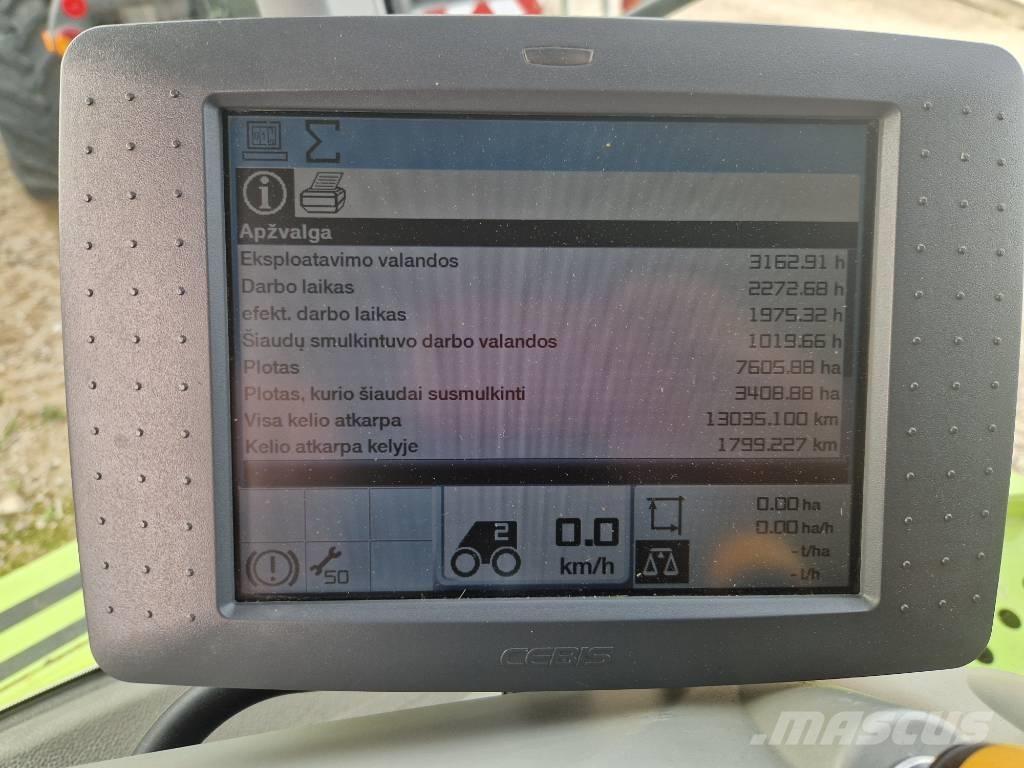 Apžvalga
Eksploatavimo valandos 3162.91 h
Darbo laikas 2272.68 h
efekt. darbo laikas 1975.32 h
Šiaudų smulkintuvo darbo valandos 1019.66 h
Plotas 7605.88 ha
Plotas, kurio šiaudai susmulkinti 3408.88 ha
Visa kelio atkarpa 13035.100 km
Kelio atkarpa kelyje 1799.227 km
50
2
0.0
km/h
0.00 ha
0.00 ha/h
- t/ha
- t/h
CEBIS
MASCUS